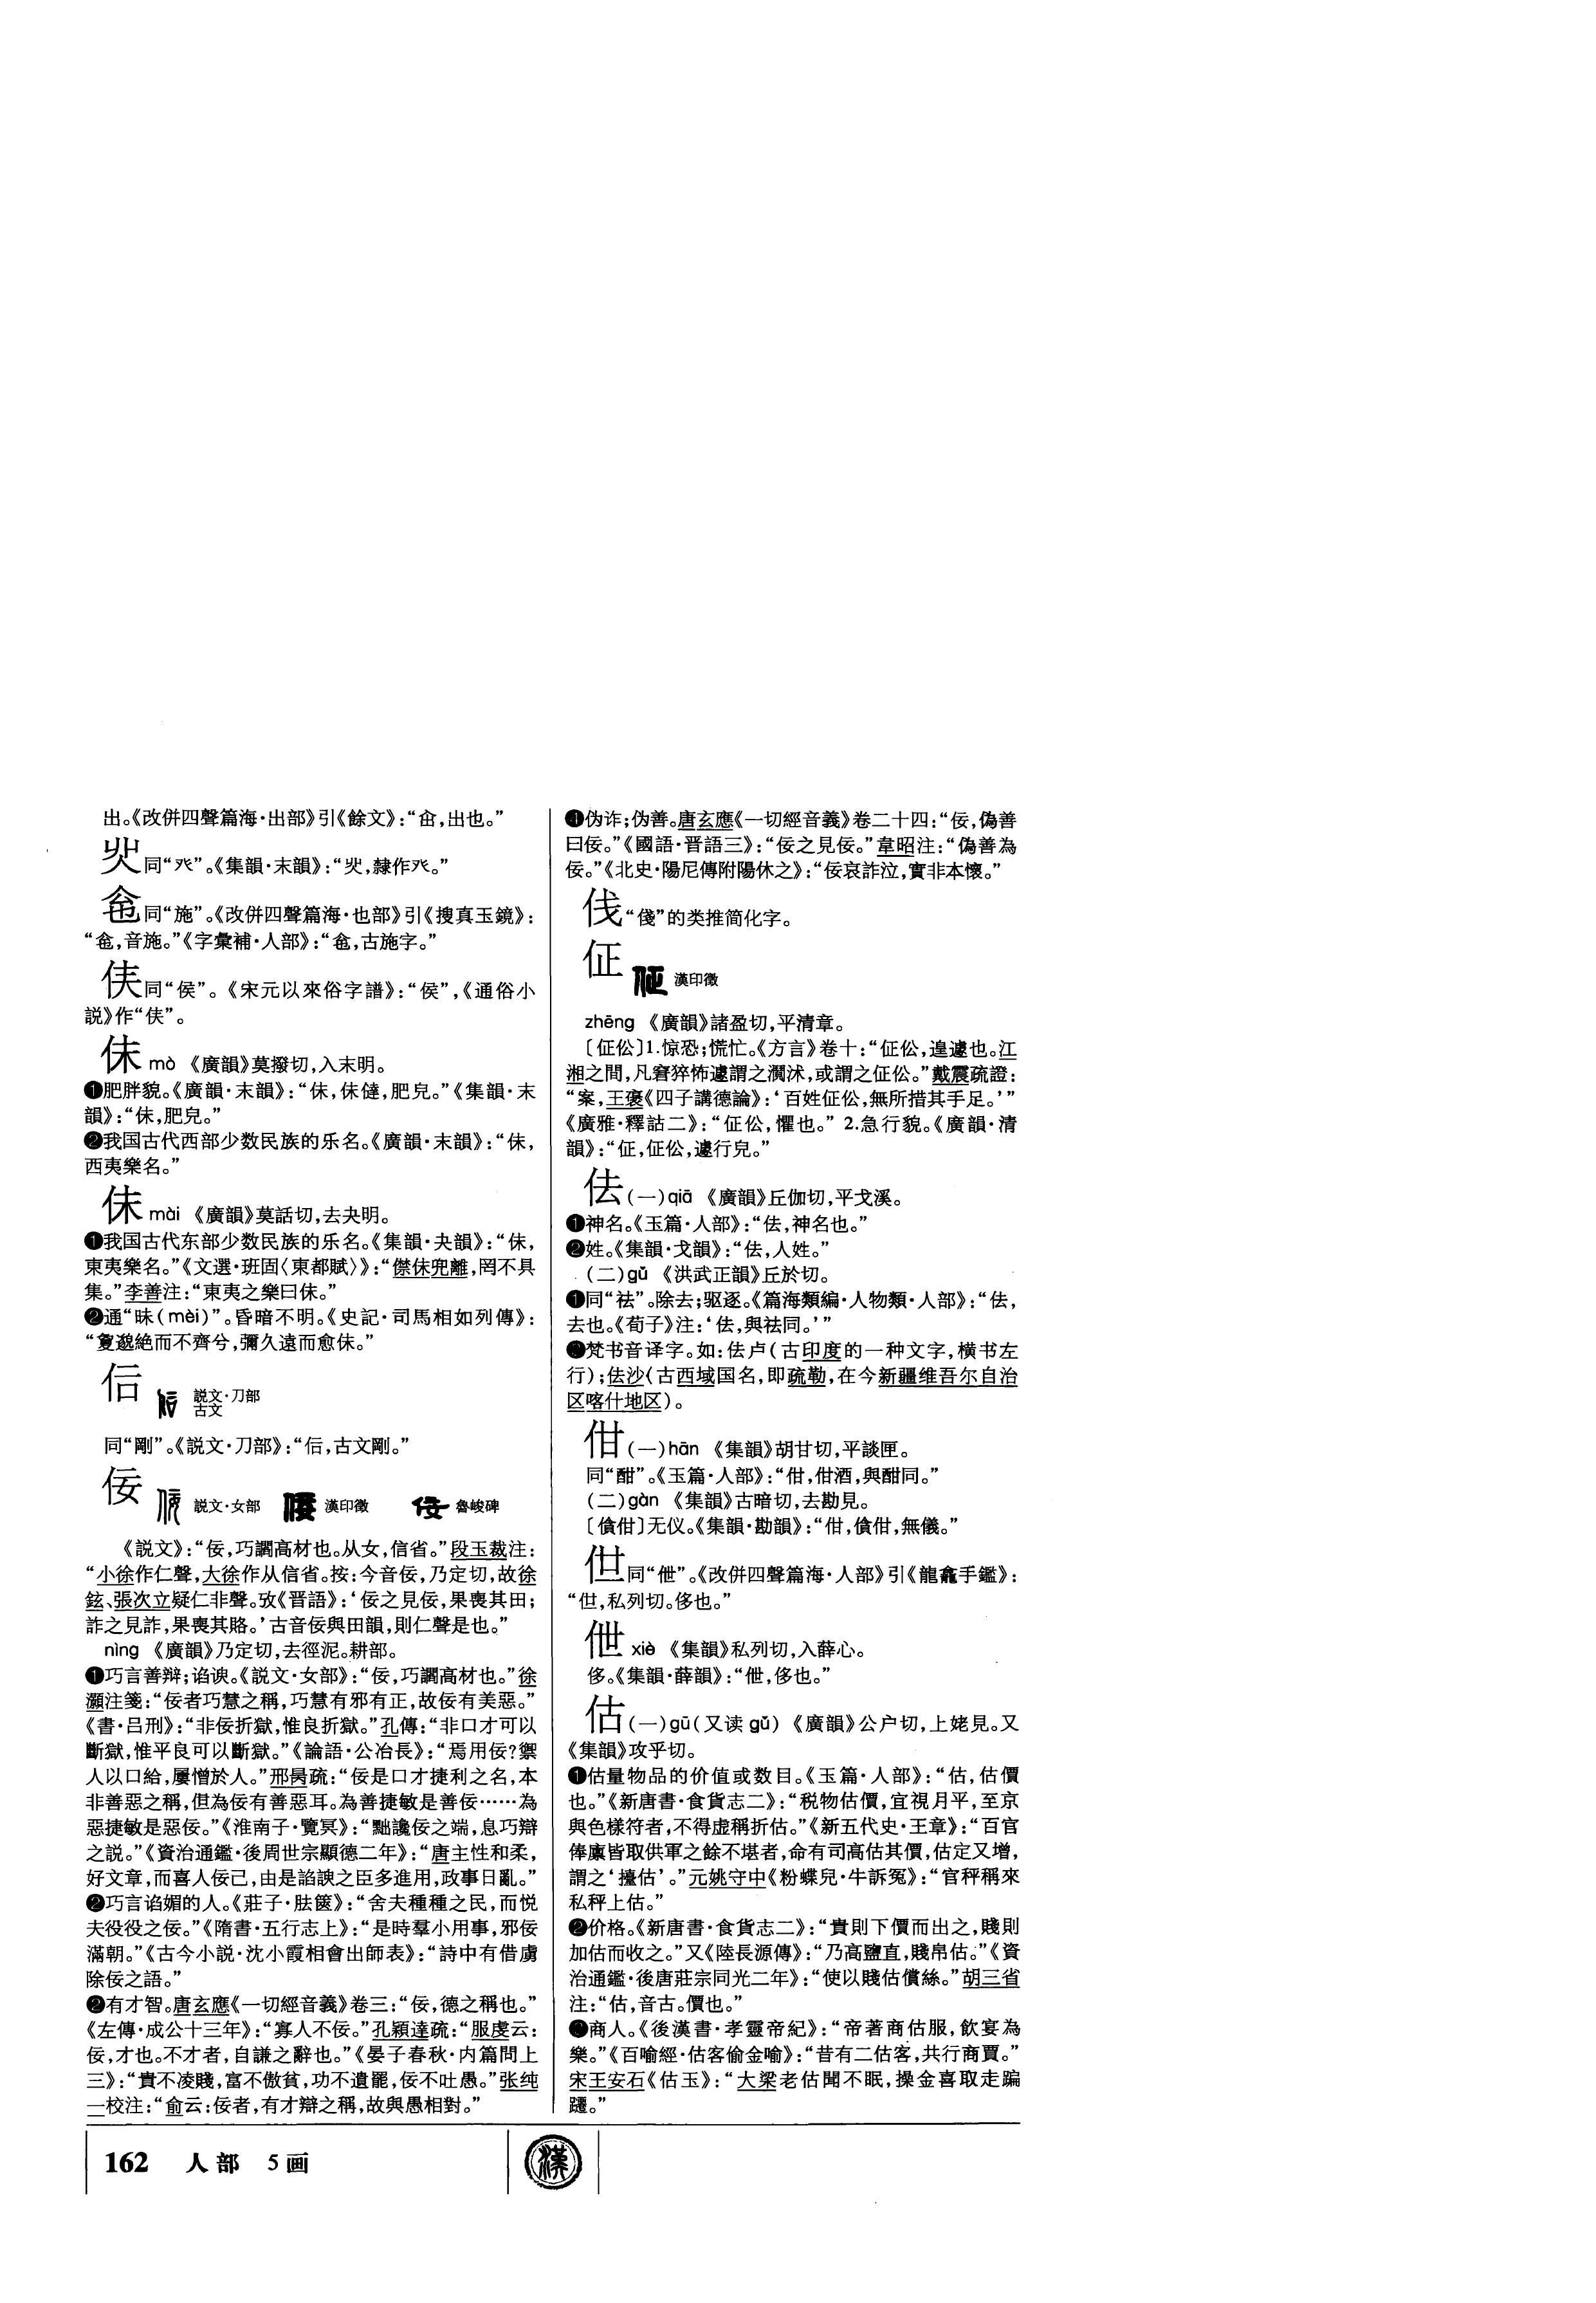 出。《改併四聲篇海·出部》引《餘文》:“㑁,出也。”
同“癶”。《集韻·末韻》:“癶,隸作癶。”
同“施”。《改併四聲篇海·也部》引《搜真玉鏡》:
“㐌,音施。”《字彙補·人部》:“㐌,古施字。”
同“侯”。《宋元以來俗字譜》:“侯”,《通俗小
説》作“㑀”。
佅 mò 《廣韻》莫撥切,入末明。
❶肥胖貌。《廣韻·末韻》:“佅,佅㒓,肥皃。”《集韻·末
韻》:“佅,肥皃。”
❷我国古代西部少数民族的乐名。《廣韻·末韻》:“佅,
西夷樂名。”
佅 mài 《廣韻》莫話切,去夬明。
❶我国古代东部少数民族的乐名。《集韻·夬韻》:“佅,
東夷樂名。”《文選·班固〈東都賦〉》:“傑佅兜離,罔不具
集。”李善注:“東夷之樂曰佅。”
❷通“昧(mèi)”。昏暗不明。《史記·司馬相如列傳》:
“敻邈絶而不齊兮,彌久遠而愈佅。”
㐰
説文·刀部
古文
同“剛”。《説文·刀部》:“㐰,古文剛。”
佞 説文·女部 漢印徵 魯峻碑
《説文》:“佞,巧讇高材也。从女,信省。”段玉裁注:
“小徐作仁聲,大徐作从信省。按:今音佞,乃定切,故徐
鉉、張次立疑仁非聲。攷《晋語》:‘佞之見佞,果喪其田;
詐之見詐,果喪其賂。’古音佞與田韻,則仁聲是也。”
nìng 《廣韻》乃定切,去徑泥。耕部。
❶巧言善辩;谄谀。《説文·女部》:“佞,巧讇高材也。”徐
灝注箋:“佞者巧慧之稱,巧慧有邪有正,故佞有美惡。”
《書·吕刑》:“非佞折獄,惟良折獄。”孔傳:“非口才可以
斷獄,惟平良可以斷獄。”《論語·公冶長》:“焉用佞?禦
人以口給,屢憎於人。”邢昺疏:“佞是口才捷利之名,本
非善惡之稱,但為佞有善惡耳。為善捷敏是善佞……為
惡捷敏是惡佞。”《淮南子·覽冥》:“黜讒佞之端,息巧辯
之説。”《資治通鑑·後周世宗顯德二年》:“唐主性和柔,
好文章,而喜人佞己,由是諂諛之臣多進用,政事日亂。”
❷巧言谄媚的人。《莊子·胠篋》:“舍夫種種之民,而悦
夫役役之佞。”《隋書·五行志上》:“是時羣小用事,邪佞
滿朝。”《古今小説·沈小霞相會出師表》:“詩中有借虜
除佞之語。”
❷有才智。唐玄應《一切經音義》卷三:“佞,德之稱也。”
《左傳·成公十三年》:“寡人不佞。”孔穎達疏:“服虔云:
佞,才也。不才者,自謙之辭也。”《晏子春秋·内篇問上
三》:“貴不凌賤,富不傲貧,功不遺罷,佞不吐愚。”张纯
一校注:“俞云:佞者,有才辯之稱,故與愚相對。”
❹伪诈;伪善。唐玄應《一切經音義》卷二十四:“佞,偽善
曰佞。”《國語·晋語三》:“佞之見佞。”韋昭注:“偽善為
佞。”《北史·陽尼傳附陽休之》:“佞哀詐泣,實非本懷。”
“俴”的类推简化字。
佂 漢印徵
zhēng 《廣韻》諸盈切,平清章。
〔佂伀〕1.惊恐;慌忙。《方言》卷十:“佂伀,遑遽也。江
湘之間,凡窘猝怖遽謂之㵍沭,或謂之佂伀。”戴震疏證:
“案,王褒《四子講德論》:‘百姓佂伀,無所措其手足。’”
《廣雅·釋詁二》:“佂伀,懼也。” 2.急行貌。《廣韻·清
韻》:“佂,佂伀,遽行皃。”
佉(一)qiā 《廣韻》丘伽切,平戈溪。
❶神名。《玉篇·人部》:“佉,神名也。”
❷姓。《集韻·戈韻》:“佉,人姓。”
(二)gǔ 《洪武正韻》丘於切。
❶同“祛”。除去;驱逐。《篇海類編·人物類·人部》:“佉,
去也。《荀子》注:‘佉,與祛同。’”
❷梵书音译字。如:佉卢(古印度的一种文字,横书左
行);佉沙(古西域国名,即疏勒,在今新疆维吾尔自治
区喀什地区)。
佄(一)hān 《集韻》胡甘切,平談匣。
同“酣”。《玉篇·人部》:“佄,佄酒,與酣同。”
(二)gàn 《集韻》古暗切,去勘見。
〔㒈佄〕无仪。《集韻·勘韻》:“佄,㒈佄,無儀。”
同“伳”。《改併四聲篇海·人部》引《龍龕手鑑》:
私列切。侈也。”
xiè 《集韻》私列切,入薛心。
侈。《集韻·薛韻》:“伳,侈也。”
估(一)gū(又读 gǔ) 《廣韻》公户切,上姥見。又
《集韻》攻乎切。
❶估量物品的价值或数目。《玉篇·人部》:“估,估價
也。”《新唐書·食貨志二》:“税物估價,宜視月平,至京
與色樣符者,不得虚稱折估。”《新五代史·王章》:“百官
俸廩皆取供軍之餘不堪者,命有司高估其價,估定又增,
謂之‘擡估’。”元姚守中《粉蝶兒·牛訴冤》:“官秤稱來
私秤上估。”
❷价格。《新唐書·食貨志二》:“貴則下價而出之,賤則
加估而收之。”又《陸長源傳》:“乃高鹽直,賤帛估。”《資
治通鑑·後唐莊宗同光二年》:“使以賤估償絲。”胡三省
注:“估,音古。價也。”
❸商人。《後漢書·孝靈帝紀》:“帝著商估服,飲宴為
樂。”《百喻經·估客偷金喻》:“昔有二估客,共行商賈。”
宋王安石《估玉》:“大梁老估聞不眠,操金喜取走蹁
躚。”
162 人部 5画
漢